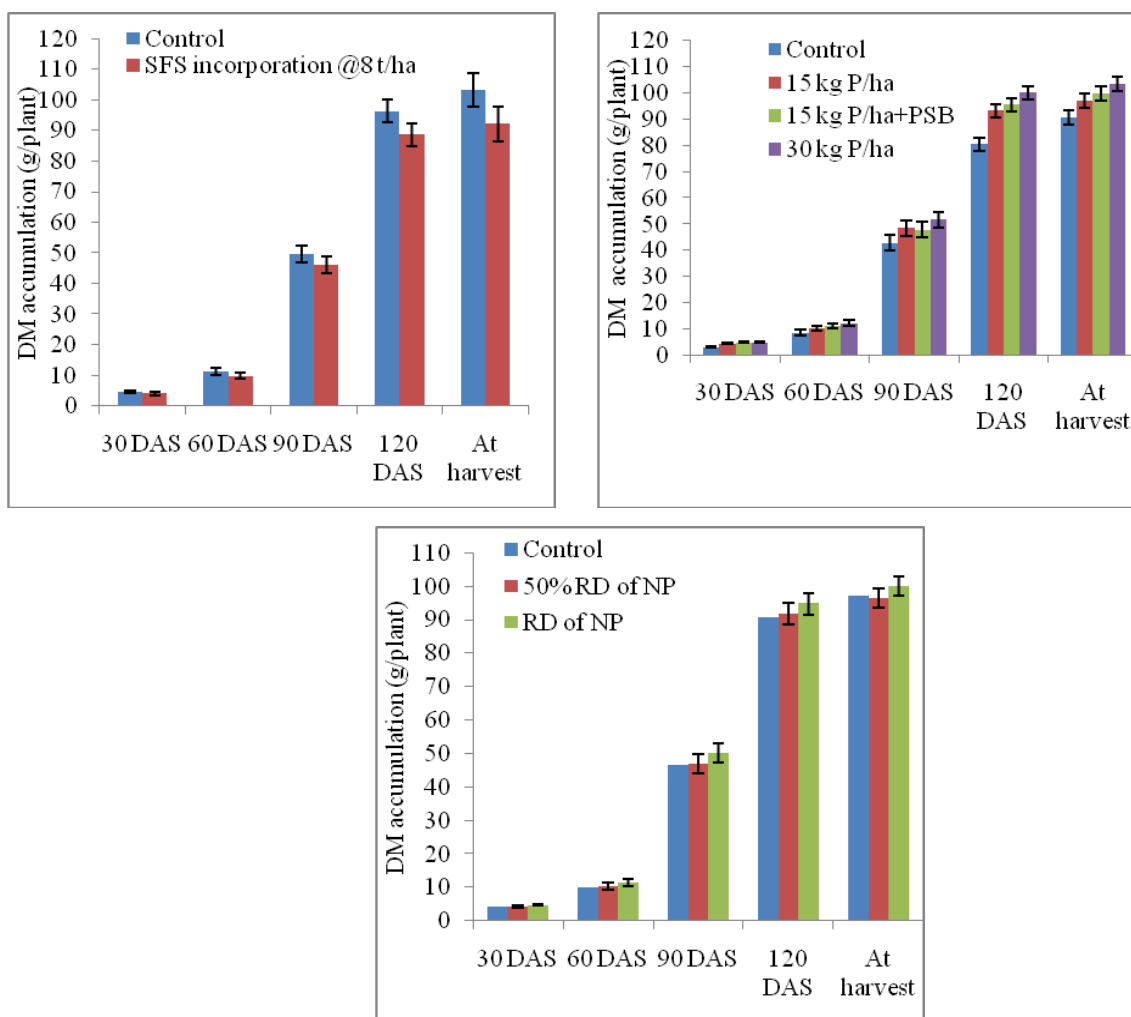 Control
SFS incorporation @8 t/ha
DM accumulation (g/plant)
120
110
100
90
80
70
60
50
40
30
20
10
0
30 DAS 60 DAS 90 DAS 120 DAS At harvest
Control
15 kg P/ha
15 kg P/ha+PSB
30 kg P/ha
DM accumulation (g/plant)
120
110
100
90
80
70
60
50
40
30
20
10
0
30 DAS 60 DAS 90 DAS 120 DAS At harvest
Control
50% RD of NP
RD of NP
DM accumulation (g/plant)
110
100
90
80
70
60
50
40
30
20
10
0
30 DAS 60 DAS 90 DAS 120 DAS At harvest